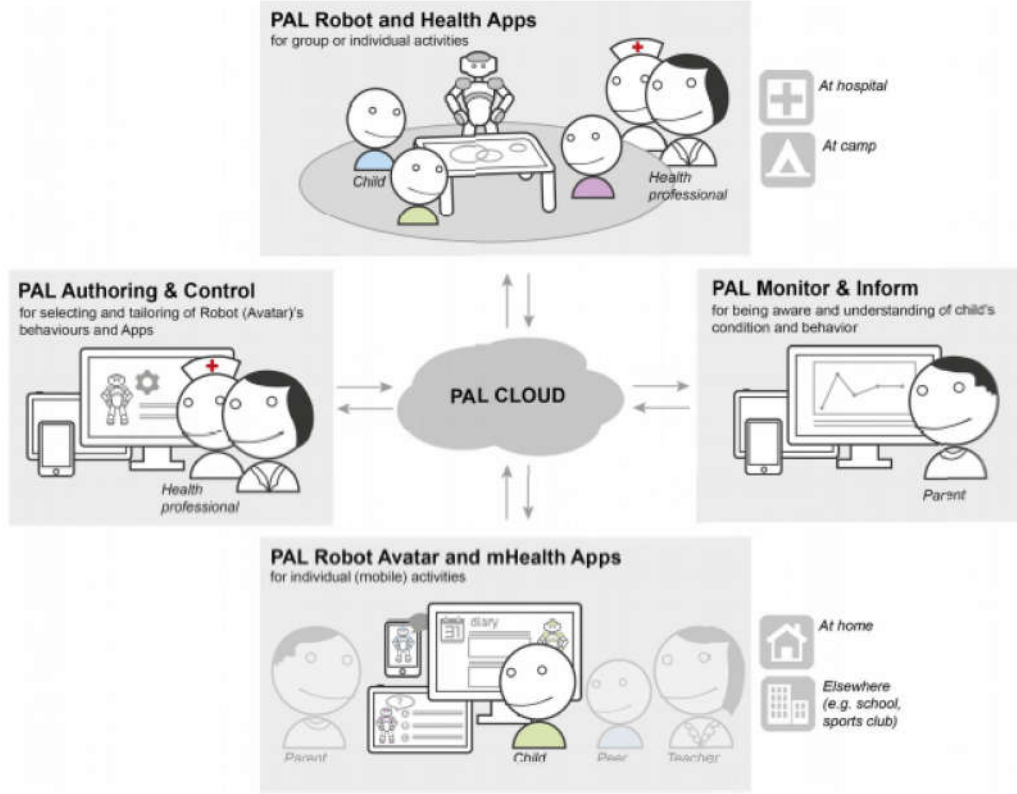 PAL Robot and Health Apps
for group or individual activities
Child
Health
professional
At hospital
At camp
PAL Authoring & Control
for selecting and tailoring of Robot (Avatar)'s
behaviours and Apps
Health
professional
PAL CLOUD
PAL Monitor & Inform
for being aware and understanding of child's
condition and behavior
Parent
PAL Robot Avatar and mHealth Apps
for individual (mobile) activities
31
diary
?
Parent
Child
Peer
Teacher
At home
Elsewhere
(e.g. school,
sports club)